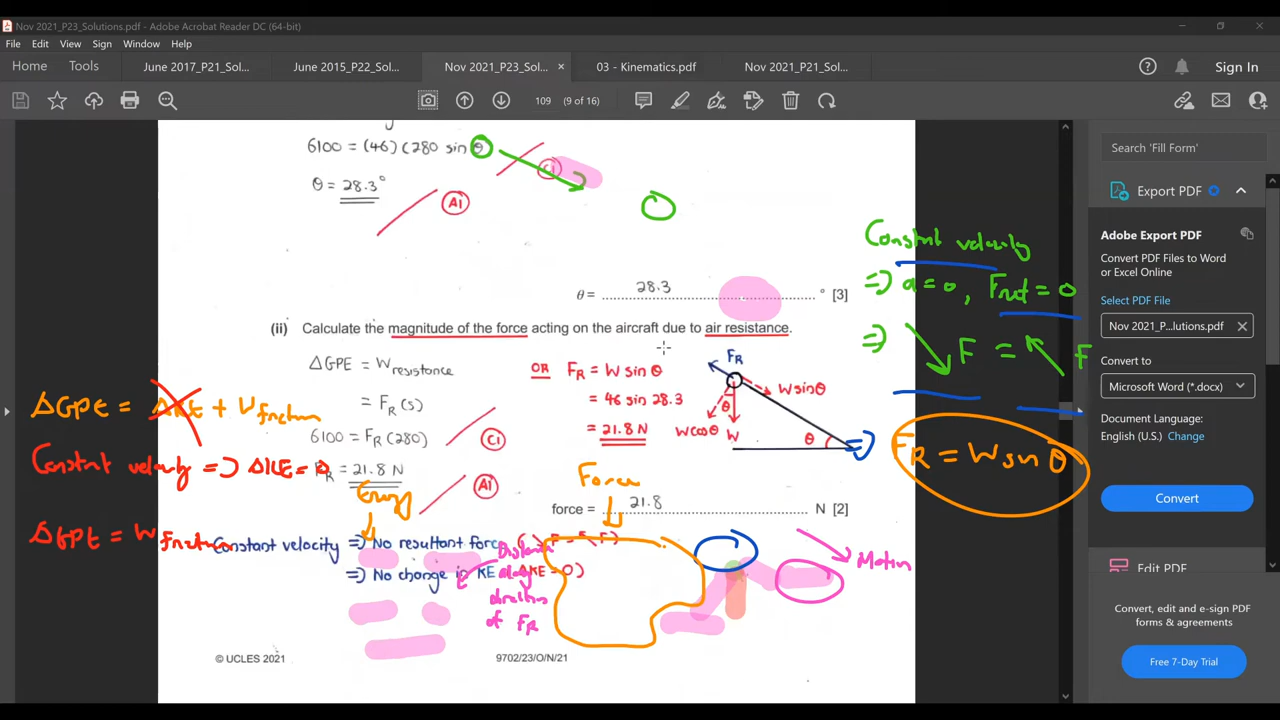 Nov 2021_P23_Solutions.pdf - Adobe Acrobat Reader DC (64-bit)
File Edit View Sign Window Help
Home Tools June 2017_P21_Sol... June 2015_P22_Sol... Nov 2021_P23_Sol... × 03 - Kinematics.pdf Nov 2021_P21_Sol... Sign In
109 (9 of 16)
Search 'Fill Form'
Export PDF
Adobe Export PDF
Convert PDF Files to Word
or Excel Online
Select PDF File
Nov 2021_P...lutions.pdf
Convert to
Microsoft Word (*.docx)
Document Language:
English (U.S.) Change
Convert
Edit PDF
Convert, edit and e-sign PDF
forms & agreements
Free 7-Day Trial
6100 = (46)(280 sin θ C1
θ = 28.3°
A1
θ = 28.3 ° [3]
(ii) Calculate the magnitude of the force acting on the aircraft due to air resistance.
ΔGPE = Wresistance
= FR(s)
6100 = FR(280)
C1
FR = 21.8 N
A1
OR FR = W sin θ
= 46 sin 28.3
= 21.8 N
FR
W sin θ
W cos θ
θ
W
θ
force = 21.8 N [2]
Constant velocity => No resultant force (↘F = ↖F)
=> No change in KE (ΔKE = 0)
Constant velocity
=> a = 0, Fnet = 0
=> ↘ F = ↖ F
=> FR = W sin θ
ΔGPE = ΔKE + Wfriction
Constant velocity => ΔKE = 0
ΔGPE = Wfriction
Energy
Force
Distance
along
direction
of FR
Motion
© UCLES 2021 9702/23/O/N/21